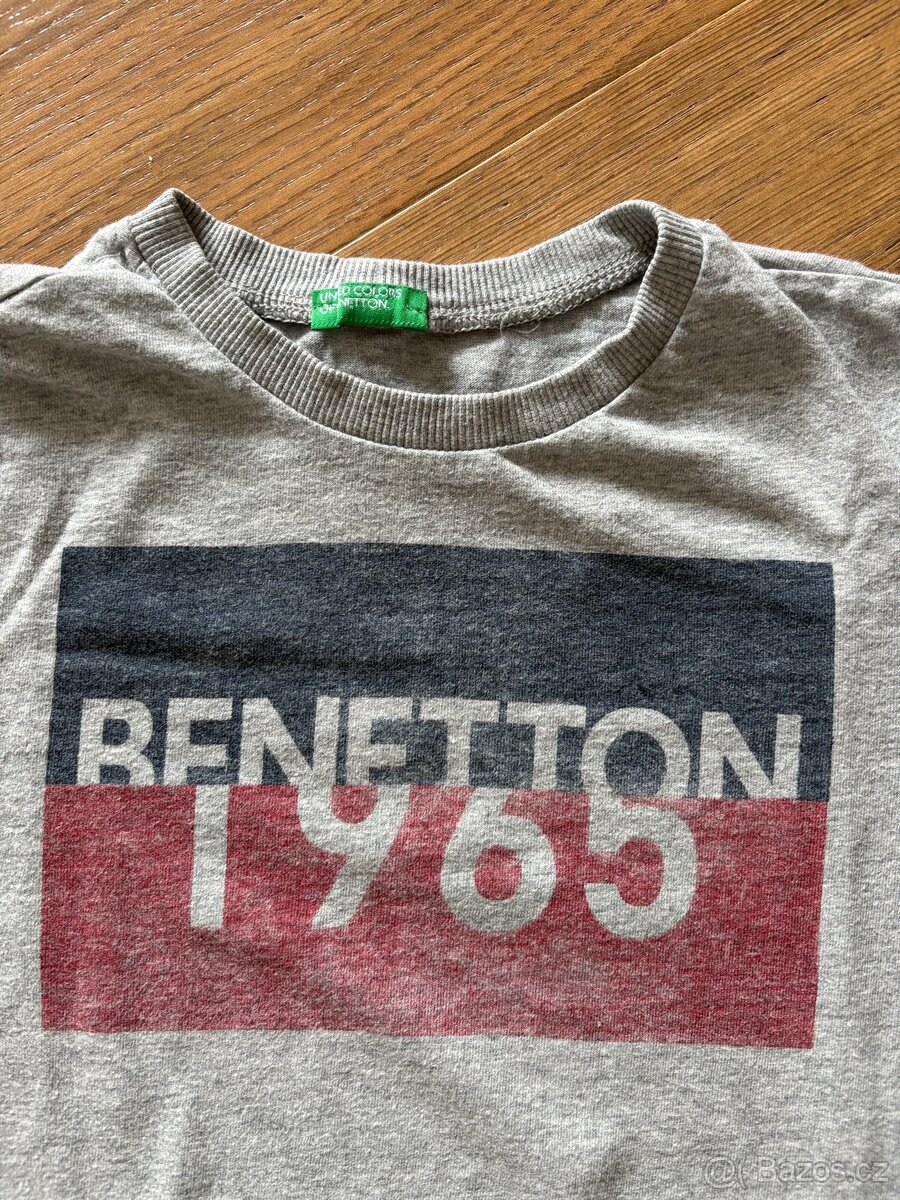 UNITED COLORS
OF BENETTON.
BENETTON
1965
© Bazos.cz